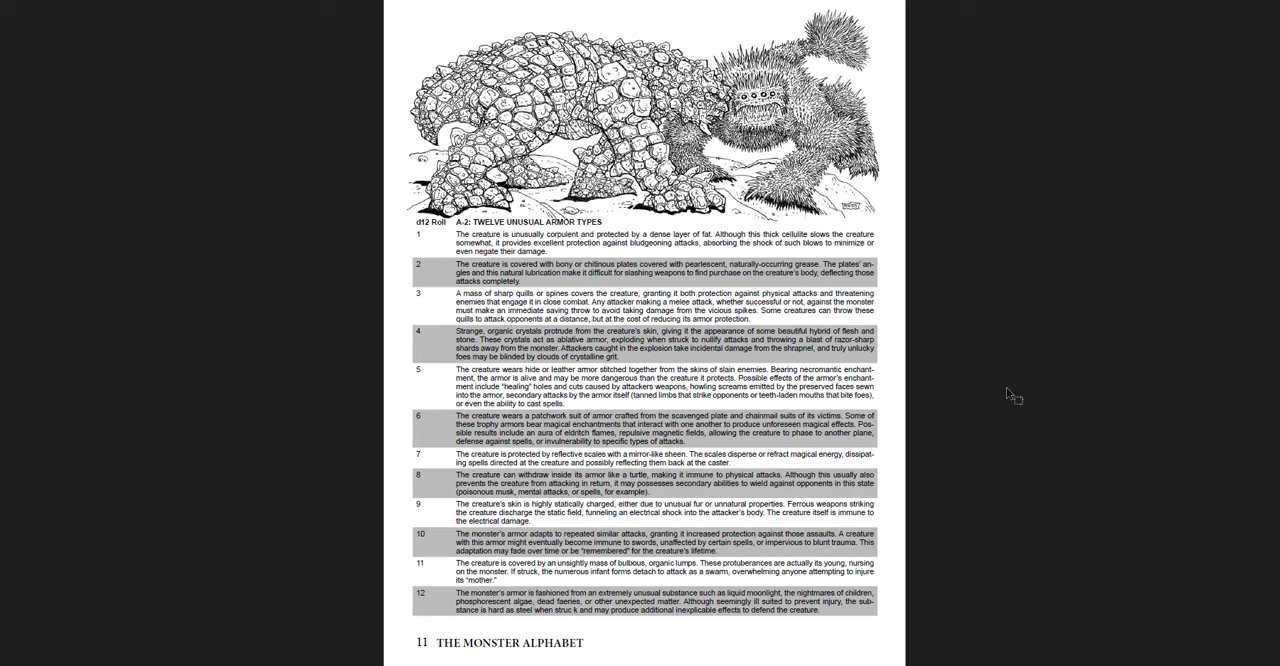 d12 Roll A-2: TWELVE UNUSUAL ARMOR TYPES
1 The creature is unusually corpulent and protected by a dense layer of fat. Although this thick cellulite slows the creature
somewhat, it provides excellent protection against bludgeoning attacks, absorbing the shock of such blows to minimize or
even negate their damage.
2 The creature is covered with bony or chitinous plates covered with pearlescent, naturally-occurring grease. The plates' an-
gles and this natural lubrication make it difficult for slashing weapons to find purchase on the creature's body, deflecting those
attacks completely.
3 A mass of sharp quills or spines covers the creature, granting it both protection against physical attacks and threatening
enemies that engage it in close combat. Any attacker making a melee attack, whether successful or not, against the monster
must make an immediate saving throw to avoid taking damage from the vicious spikes. Some creatures can throw these
quills to attack opponents at a distance, but at the cost of reducing its armor protection.
4 Strange, organic crystals protrude from the creature's skin, giving it the appearance of some beautiful hybrid of flesh and
stone. These crystals act as ablative armor, exploding when struck to nullify attacks and throwing a blast of razor-sharp
shards away from the monster. Attackers caught in the explosion take incidental damage from the shrapnel, and truly unlucky
foes may be blinded by clouds of crystalline grit.
5 The creature wears hide or leather armor stitched together from the skins of slain enemies. Bearing necromantic enchant-
ment, the armor is alive and may be more dangerous than the creature it protects. Possible effects of the armor's enchant-
ment include "healing" holes and cuts caused by attackers weapons, howling screams emitted by the preserved faces sewn
into the armor, secondary attacks by the armor itself (tanned limbs that strike opponents or teeth-laden mouths that bite foes),
or even the ability to cast spells.
6 The creature wears a patchwork suit of armor crafted from the scavenged plate and chainmail suits of its victims. Some of
these trophy armors bear magical enchantments that interact with one another to produce unforeseen magical effects. Pos-
sible results include an aura of eldritch flames, repulsive magnetic fields, allowing the creature to phase to another plane,
defense against spells, or invulnerability to specific types of attacks.
7 The creature is protected by reflective scales with a mirror-like sheen. The scales disperse or refract magical energy, dissipat-
ing spells directed at the creature and possibly reflecting them back at the caster.
8 The creature can withdraw inside its armor like a turtle, making it immune to physical attacks. Although this usually also
prevents the creature from attacking in return, it may possesses secondary abilities to wield against opponents in this state
(poisonous musk, mental attacks, or spells, for example).
9 The creature's skin is highly statically charged, either due to unusual fur or unnatural properties. Ferrous weapons striking
the creature discharge the static field, funneling an electrical shock into the attacker's body. The creature itself is immune to
the electrical damage.
10 The monster's armor adapts to repeated similar attacks, granting it increased protection against those assaults. A creature
with this armor might eventually become immune to swords, unaffected by certain spells, or impervious to blunt trauma. This
adaptation may fade over time or be "remembered" for the creature's lifetime.
11 The creature is covered by an unsightly mass of bulbous, organic lumps. These protuberances are actually its young, nursing
on the monster. If struck, the numerous infant forms detach to attack as a swarm, overwhelming anyone attempting to injure
its "mother."
12 The monster's armor is fashioned from an extremely unusual substance such as liquid moonlight, the nightmares of children,
phosphorescent algae, dead faeries, or other unexpected matter. Although seemingly ill suited to prevent injury, the sub-
stance is hard as steel when struc k and may produce additional inexplicable effects to defend the creature.
11 THE MONSTER ALPHABET